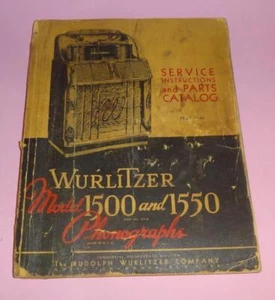 SERVICE
INSTRUCTIONS
and PARTS
CATALOG
WURLITZER
Model 1500 and 1550
Phonographs
THE RUDOLPH WURLITZER COMPANY